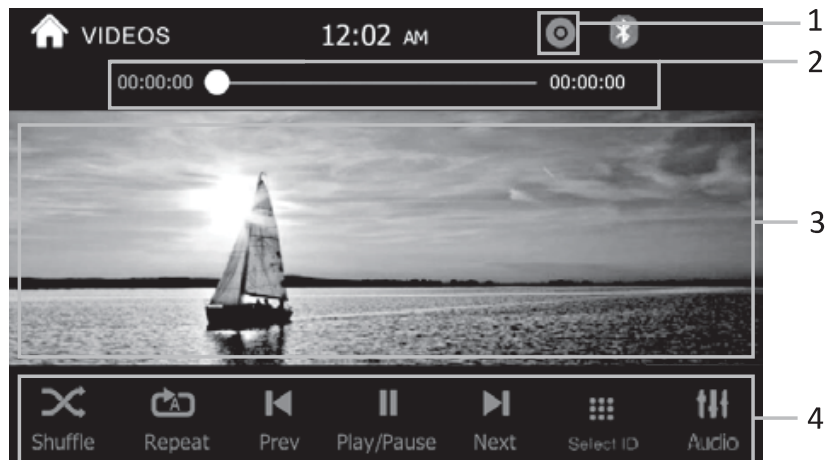 VIDEOS 12:02 AM 1
00:00:00 00:00:00 2
3
Shuffle Repeat Prev Play/Pause Next Select ID Audio 4